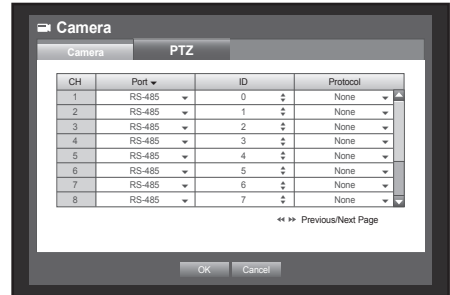 Camera
Camera PTZ
CH Port ID Protocol
1 RS-485 0 None
2 RS-485 1 None
3 RS-485 2 None
4 RS-485 3 None
5 RS-485 4 None
6 RS-485 5 None
7 RS-485 6 None
8 RS-485 7 None
Previous/Next Page
OK Cancel